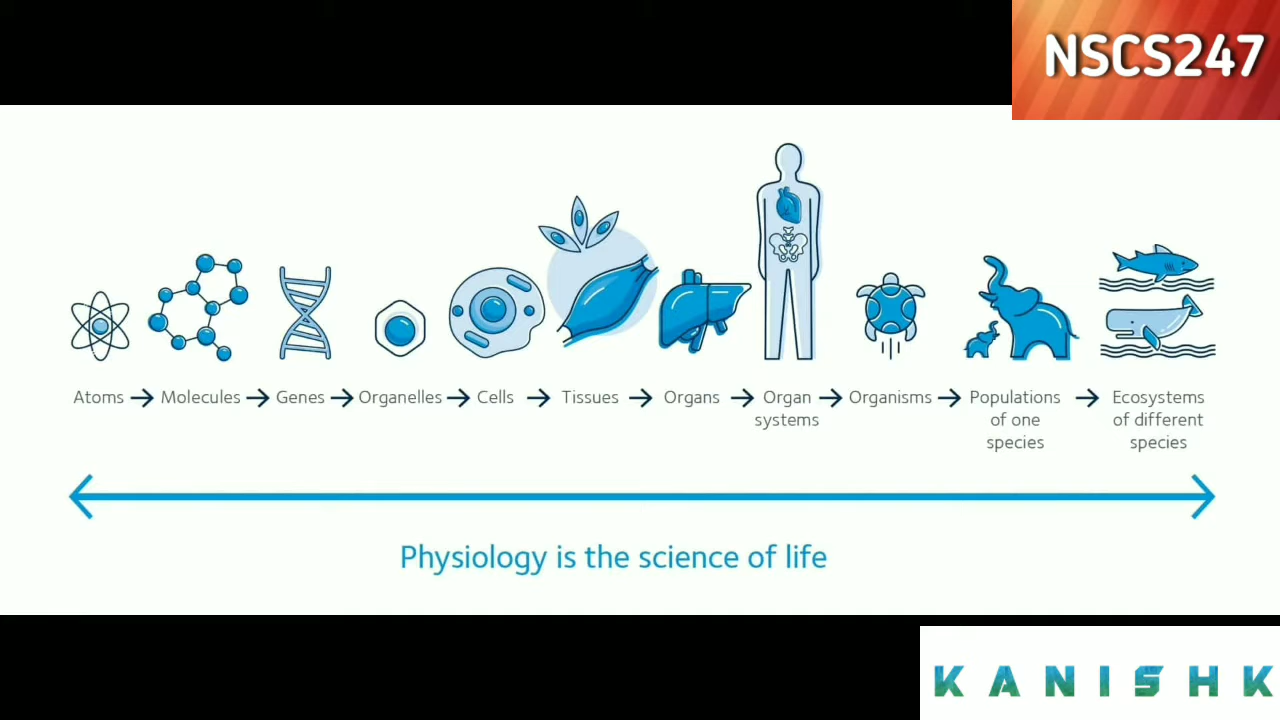 NSCS247
Atoms → Molecules → Genes → Organelles → Cells → Tissues → Organs → Organ systems → Organisms → Populations of one species → Ecosystems of different species
Physiology is the science of life
KANISHK